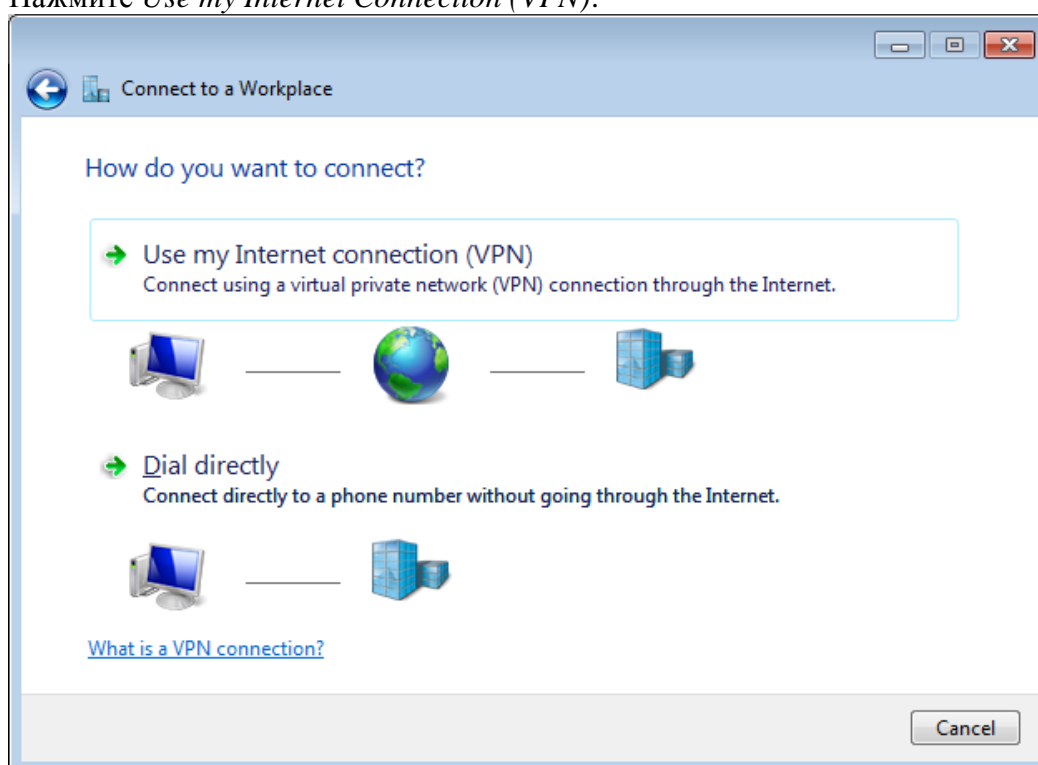 Нажмите Use my Internet Connection (VPN).
Connect to a Workplace
How do you want to connect?
Use my Internet connection (VPN)
Connect using a virtual private network (VPN) connection through the Internet.
Dial directly
Connect directly to a phone number without going through the Internet.
What is a VPN connection?
Cancel